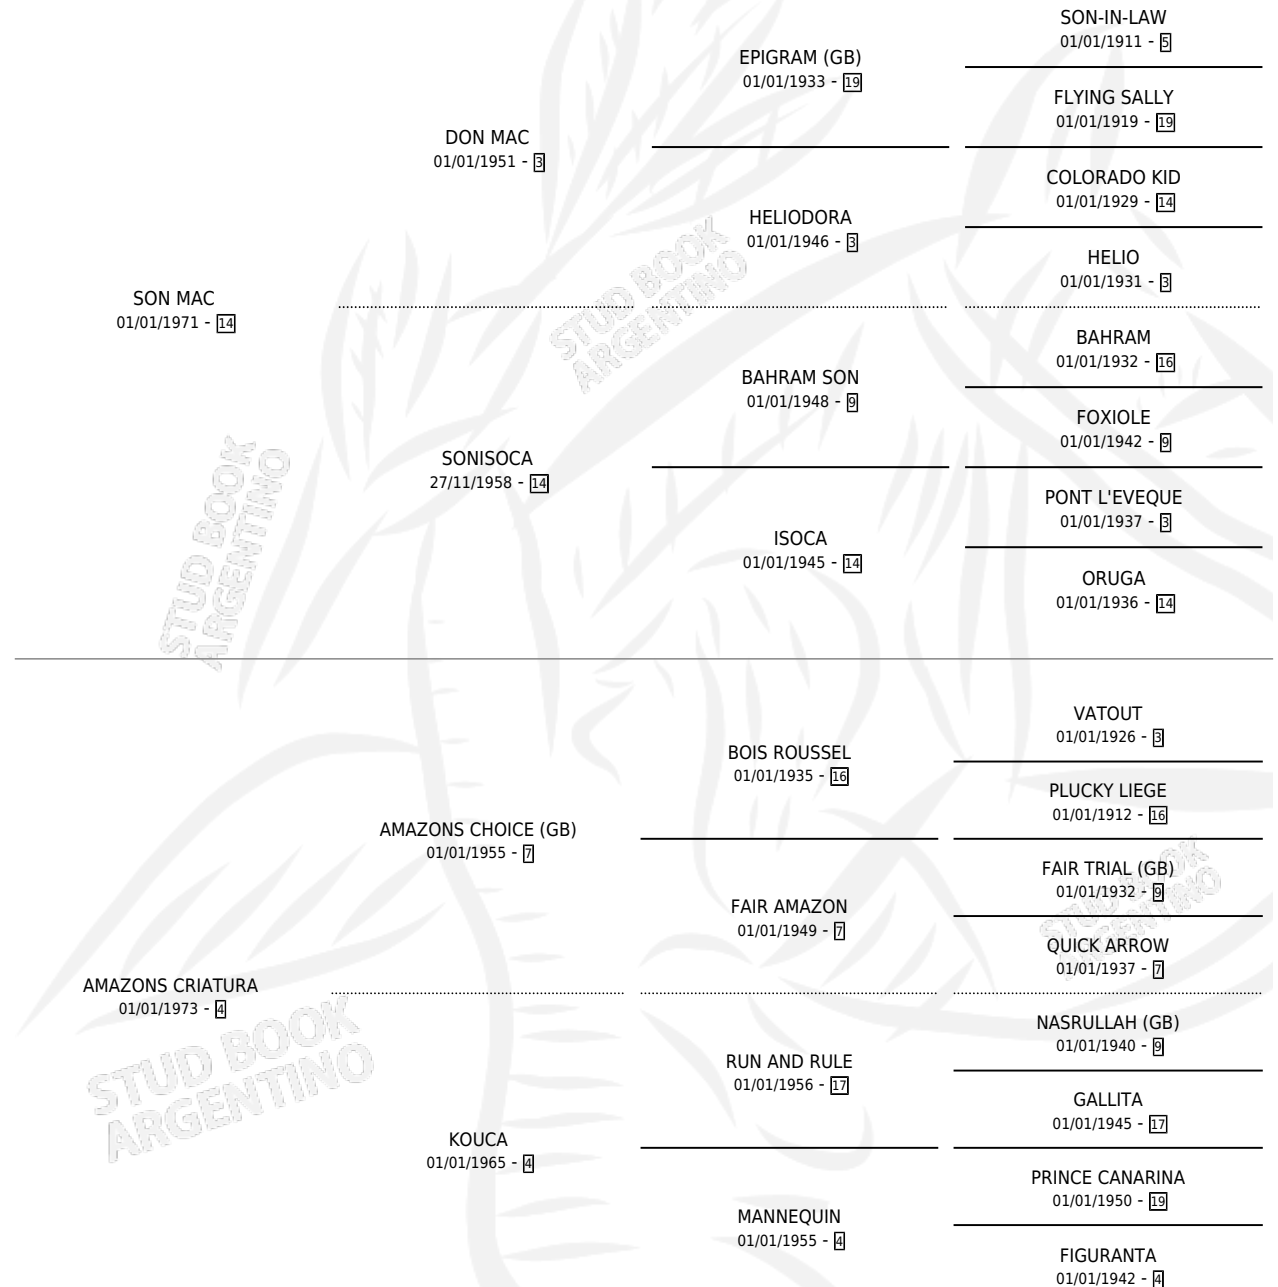 SON-IN-LAW
01/01/1911 - 5
EPIGRAM (GB)
01/01/1933 - 19
FLYING SALLY
01/01/1919 - 19
DON MAC
01/01/1951 - 3
COLORADO KID
01/01/1929 - 14
HELIODORA
01/01/1946 - 3
HELIO
01/01/1931 - 3
SON MAC
01/01/1971 - 14
BAHRAM
01/01/1932 - 16
BAHRAM SON
01/01/1948 - 9
FOXIOLE
01/01/1942 - 9
SONISOCA
27/11/1958 - 14
PONT L'EVEQUE
01/01/1937 - 3
ISOCA
01/01/1945 - 14
ORUGA
01/01/1936 - 14
VATOUT
01/01/1926 - 3
BOIS ROUSSEL
01/01/1935 - 16
PLUCKY LIEGE
01/01/1912 - 16
AMAZONS CHOICE (GB)
01/01/1955 - 7
FAIR TRIAL (GB)
01/01/1932 - 9
FAIR AMAZON
01/01/1949 - 7
QUICK ARROW
01/01/1937 - 7
AMAZONS CRIATURA
01/01/1973 - 4
NASRULLAH (GB)
01/01/1940 - 9
RUN AND RULE
01/01/1956 - 17
GALLITA
01/01/1945 - 17
KOUCA
01/01/1965 - 4
PRINCE CANARINA
01/01/1950 - 19
MANNEQUIN
01/01/1955 - 4
FIGURANTA
01/01/1942 - 4
STUD BOOK
ARGENTINO
STUD BOOK
ARGENTINO
STUD BOOK
ARGENTINO
STUD BOOK
ARGENTINO